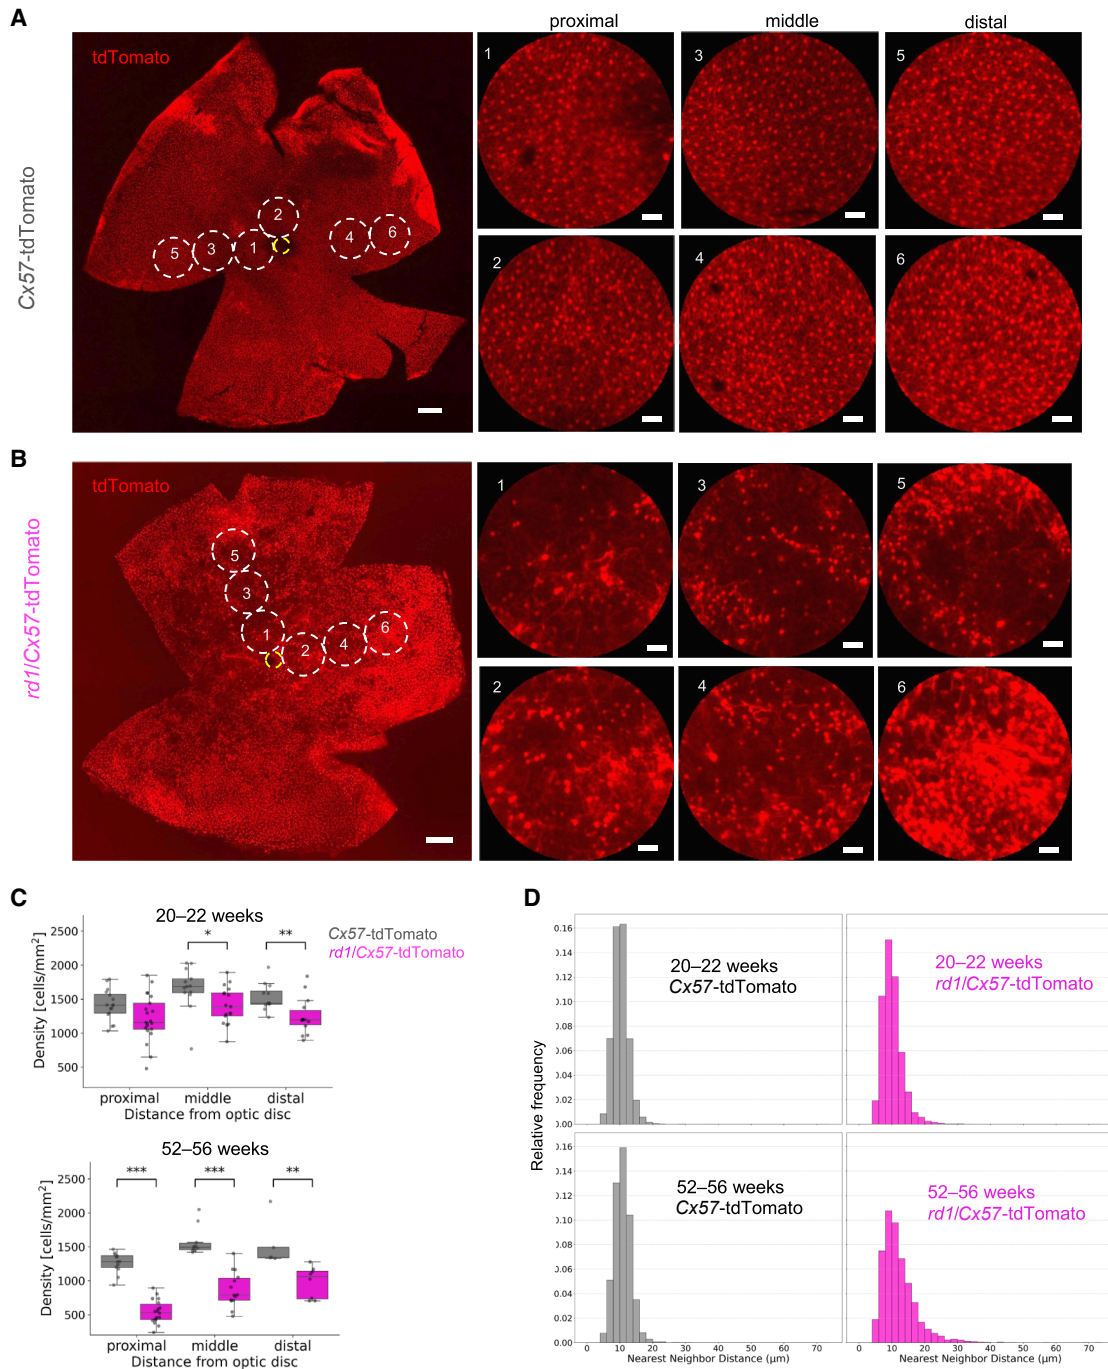 A
proximal
middle
distal
Cx57-tdTomato
tdTomato
1
2
3
4
5
6
1
3
5
2
4
6
B
rd1/Cx57-tdTomato
tdTomato
5
3
1
2
4
6
1
3
5
2
4
6
C
20–22 weeks
Cx57-tdTomato
rd1/Cx57-tdTomato
Density [cells/mm²]
2500
2000
1500
1000
500
*
**
proximal
middle
distal
Distance from optic disc
52–56 weeks
Density [cells/mm²]
2500
2000
1500
1000
500
***
***
**
proximal
middle
distal
Distance from optic disc
D
Relative frequency
0.16
0.10
0.08
0.06
0.04
0.02
0.00
20–22 weeks
Cx57-tdTomato
20–22 weeks
rd1/Cx57-tdTomato
0.16
0.14
0.12
0.10
0.08
0.06
0.04
0.02
0.00
52–56 weeks
Cx57-tdTomato
52–56 weeks
rd1/Cx57-tdTomato
0 10 20 30 40 50 60 70
Nearest Neighbor Distance (μm)
0 10 20 30 40 50 60 70
Nearest Neighbor Distance (μm)